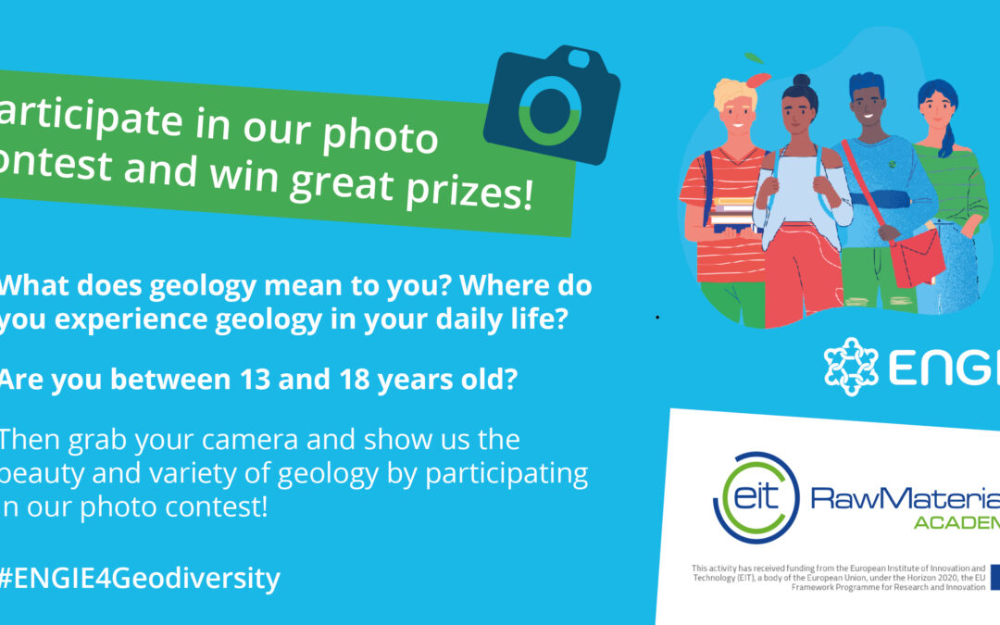 articipate in our photo
ontest and win great prizes!
What does geology mean to you? Where do
you experience geology in your daily life?
Are you between 13 and 18 years old?
Then grab your camera and show us the
beauty and variety of geology by participating
in our photo contest!
#ENGIE4Geodiversity
ENGI
eit RawMateria
ACADEM
This activity has received funding from the European Institute of Innovation and
Technology (EIT), a body of the European Union, under the Horizon 2020, the EU
Framework Programme for Research and Innovation